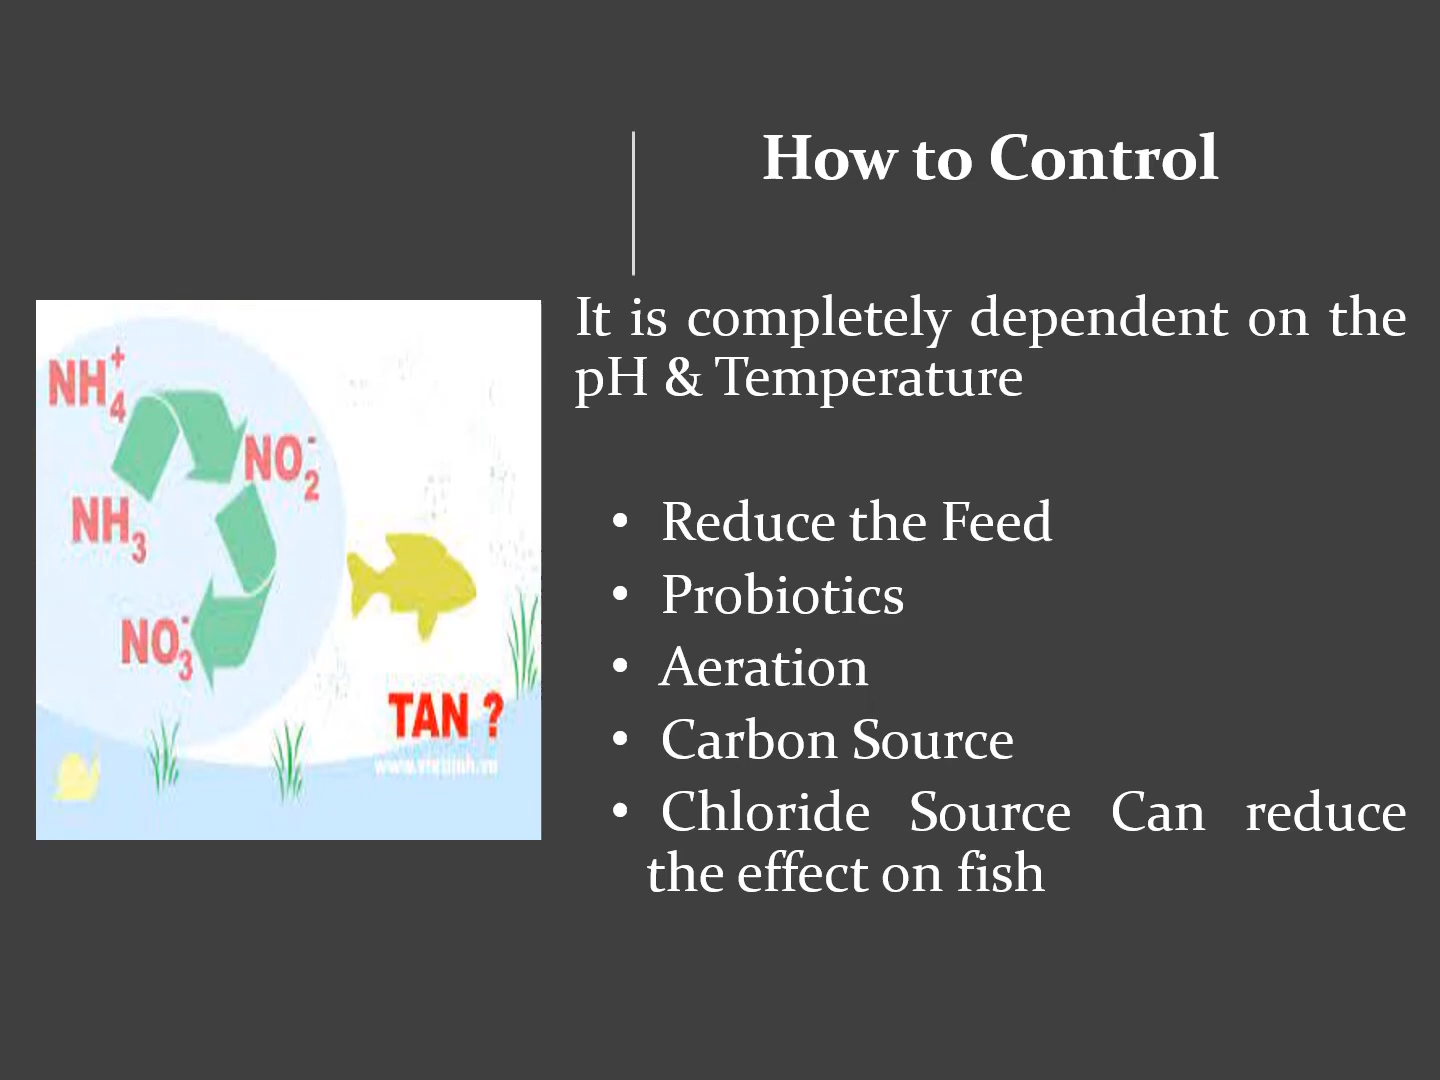 How to Control
It is completely dependent on the
pH & Temperature
• Reduce the Feed
• Probiotics
• Aeration
• Carbon Source
• Chloride Source Can reduce
the effect on fish
NH₄⁺
NO₂⁻
NH₃
NO₃⁻
TAN ?